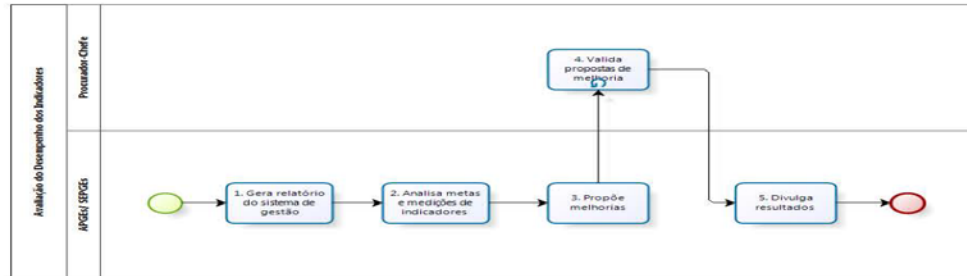 Avaliação do Desempenho dos Indicadores
Procurador-Chefe
APGEs/ SEPGEs
4. Valida
propostas de
melhoria
1. Gera relatório
do sistema de
gestão
2. Analisa metas
e medições de
indicadores
3. Propõe
melhorias
5. Divulga
resultados